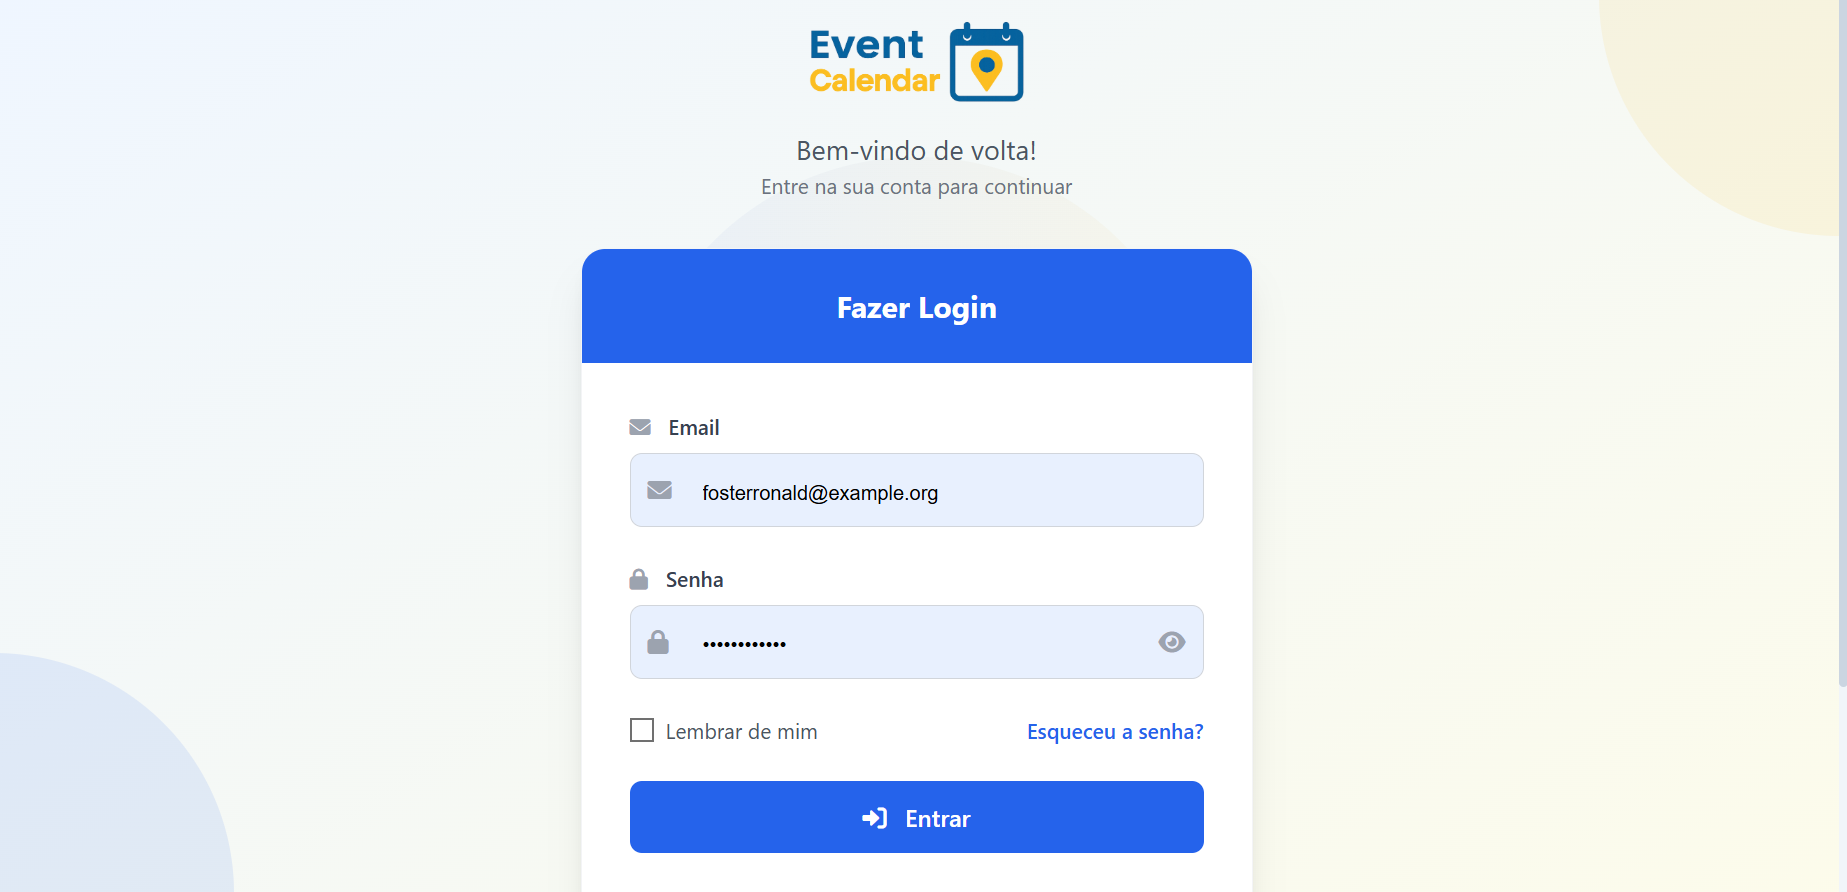 Event
Calendar
Bem-vindo de volta!
Entre na sua conta para continuar
Fazer Login
Email
fosterronald@example.org
Senha
••••••••••••
Lembrar de mim
Esqueceu a senha?
Entrar